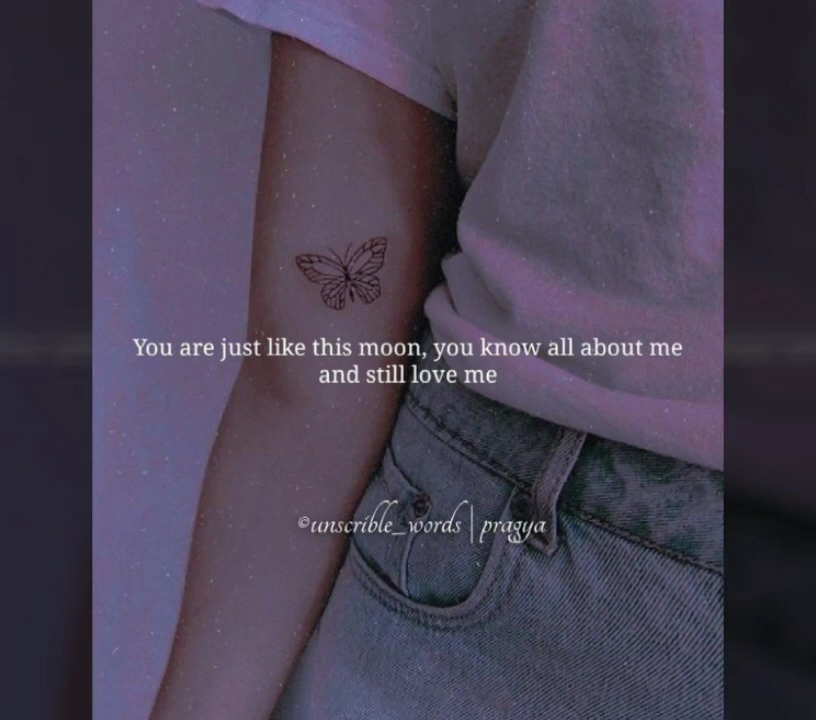 You are just like this moon, you know all about me
and still love me
©unscrible_words | pragya